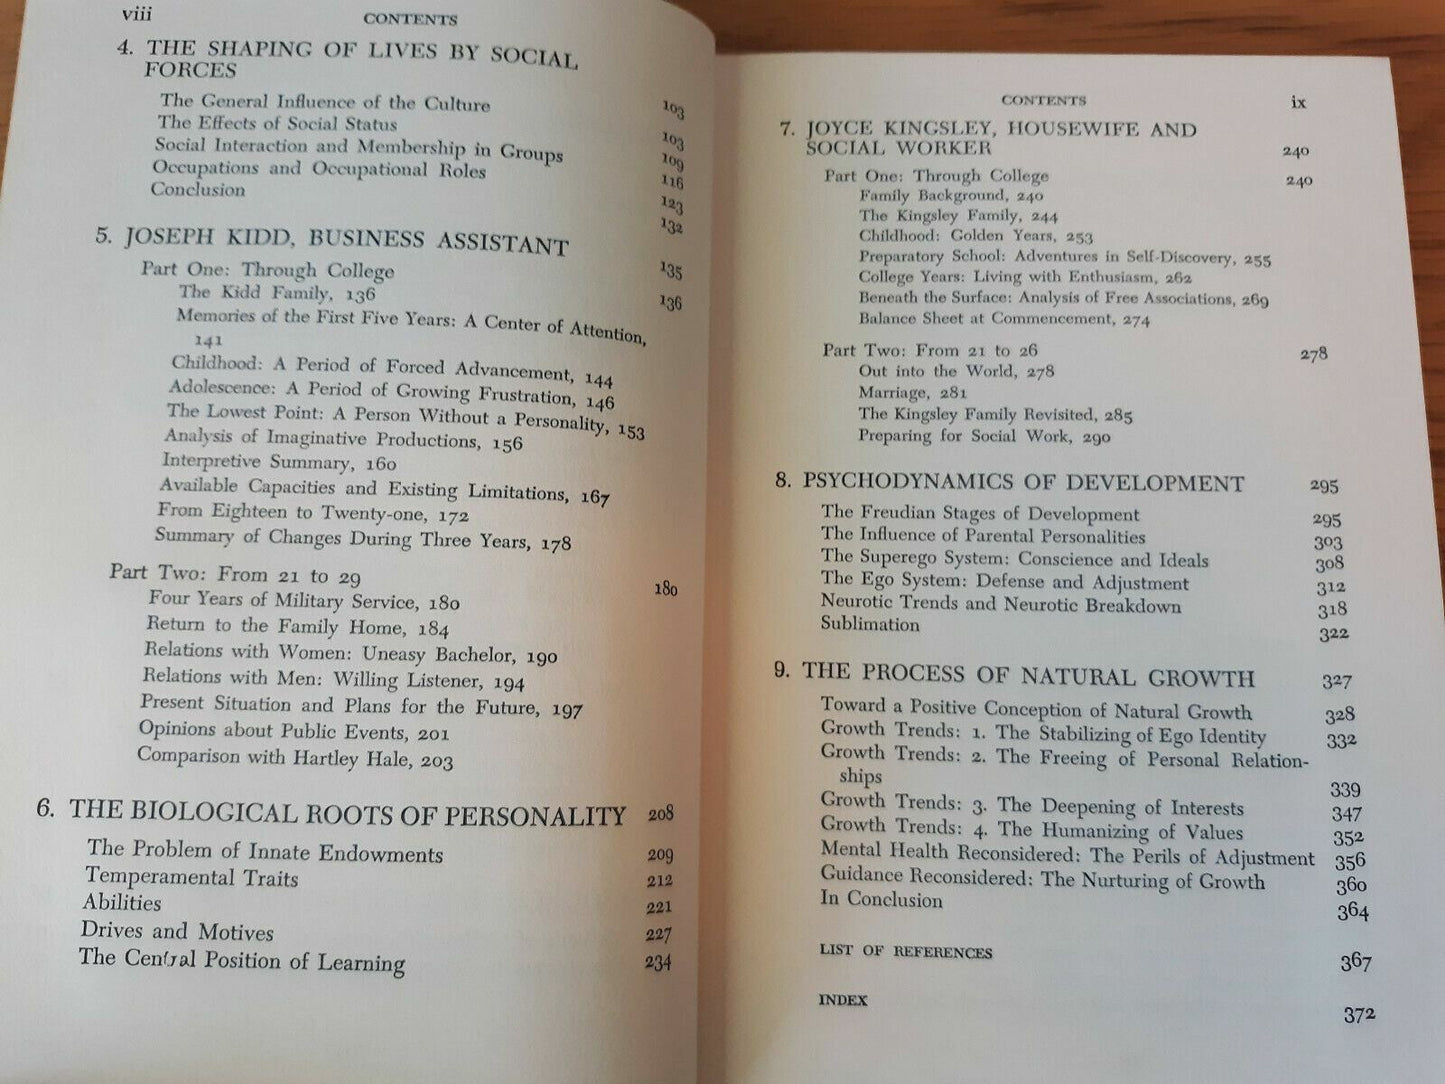 viii CONTENTS
4. THE SHAPING OF LIVES BY SOCIAL
FORCES 103
The General Influence of the Culture 103
The Effects of Social Status 109
Social Interaction and Membership in Groups 116
Occupations and Occupational Roles 123
Conclusion 132
5. JOSEPH KIDD, BUSINESS ASSISTANT 135
Part One: Through College 136
The Kidd Family, 136
Memories of the First Five Years: A Center of Attention,
141
Childhood: A Period of Forced Advancement, 144
Adolescence: A Period of Growing Frustration, 146
The Lowest Point: A Person Without a Personality, 153
Analysis of Imaginative Productions, 156
Interpretive Summary, 160
Available Capacities and Existing Limitations, 167
From Eighteen to Twenty-one, 172
Summary of Changes During Three Years, 178
Part Two: From 21 to 29 180
Four Years of Military Service, 180
Return to the Family Home, 184
Relations with Women: Uneasy Bachelor, 190
Relations with Men: Willing Listener, 194
Present Situation and Plans for the Future, 197
Opinions about Public Events, 201
Comparison with Hartley Hale, 203
6. THE BIOLOGICAL ROOTS OF PERSONALITY 208
The Problem of Innate Endowments 209
Temperamental Traits 212
Abilities 221
Drives and Motives 227
The Central Position of Learning 234
CONTENTS ix
7. JOYCE KINGSLEY, HOUSEWIFE AND
SOCIAL WORKER 240
Part One: Through College 240
Family Background, 240
The Kingsley Family, 244
Childhood: Golden Years, 253
Preparatory School: Adventures in Self-Discovery, 255
College Years: Living with Enthusiasm, 262
Beneath the Surface: Analysis of Free Associations, 269
Balance Sheet at Commencement, 274
Part Two: From 21 to 26 278
Out into the World, 278
Marriage, 281
The Kingsley Family Revisited, 285
Preparing for Social Work, 290
8. PSYCHODYNAMICS OF DEVELOPMENT 295
The Freudian Stages of Development 295
The Influence of Parental Personalities 303
The Superego System: Conscience and Ideals 308
The Ego System: Defense and Adjustment 312
Neurotic Trends and Neurotic Breakdown 318
Sublimation 322
9. THE PROCESS OF NATURAL GROWTH 327
Toward a Positive Conception of Natural Growth 328
Growth Trends: 1. The Stabilizing of Ego Identity 332
Growth Trends: 2. The Freeing of Personal Relation-
ships 339
Growth Trends: 3. The Deepening of Interests 347
Growth Trends: 4. The Humanizing of Values 352
Mental Health Reconsidered: The Perils of Adjustment 356
Guidance Reconsidered: The Nurturing of Growth 360
In Conclusion 364
LIST OF REFERENCES 367
INDEX 372